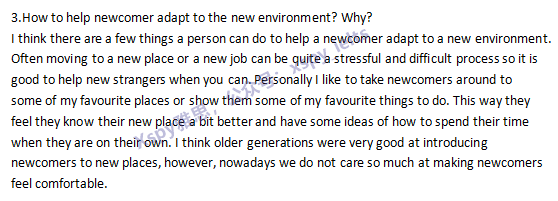 3.How to help newcomer adapt to the new environment? Why?
I think there are a few things a person can do to help a newcomer adapt to a new environment.
Often moving to a new place or a new job can be quite a stressful and difficult process so it is
good to help new strangers when you can. Personally I like to take newcomers around to
some of my favourite places or show them some of my favourite things to do. This way they
feel they know their new place a bit better and have some ideas of how to spend their time
when they are on their own. I think older generations were very good at introducing
newcomers to new places, however, nowadays we do not care so much at making newcomers
feel comfortable.